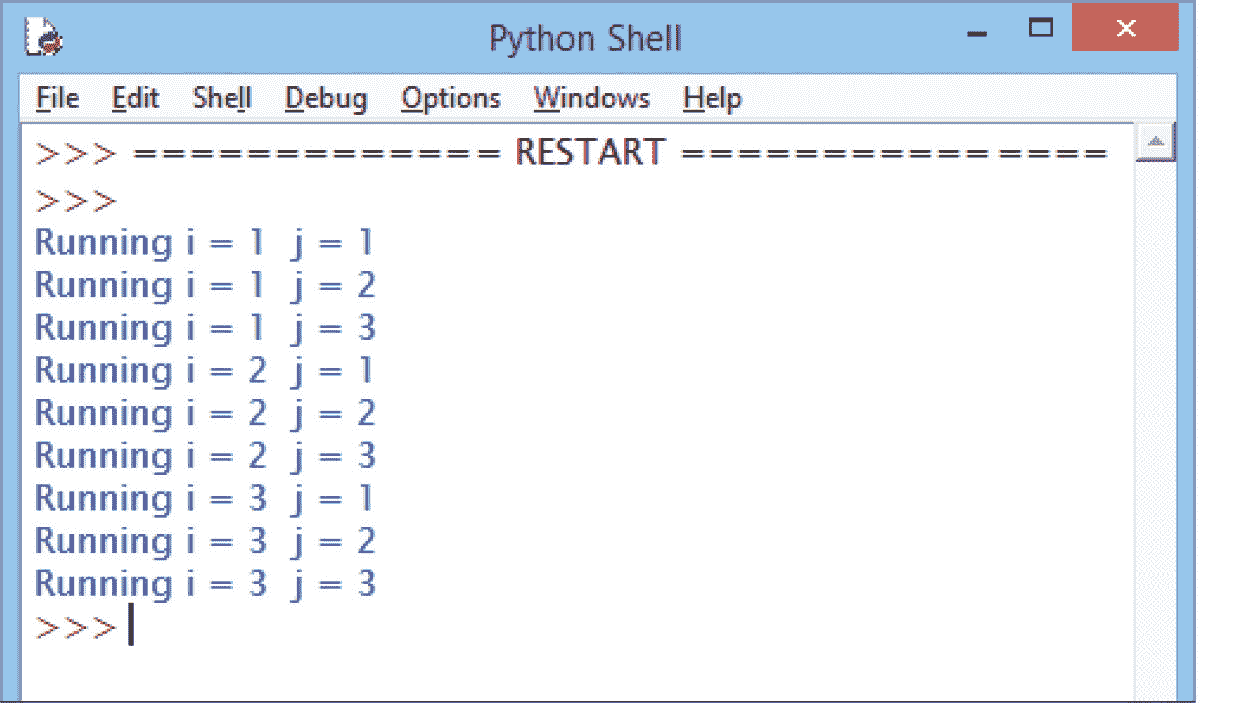 Python Shell
File Edit Shell Debug Options Windows Help
>>> ============= RESTART ===============
>>>
Running i = 1 j = 1
Running i = 1 j = 2
Running i = 1 j = 3
Running i = 2 j = 1
Running i = 2 j = 2
Running i = 2 j = 3
Running i = 3 j = 1
Running i = 3 j = 2
Running i = 3 j = 3
>>>